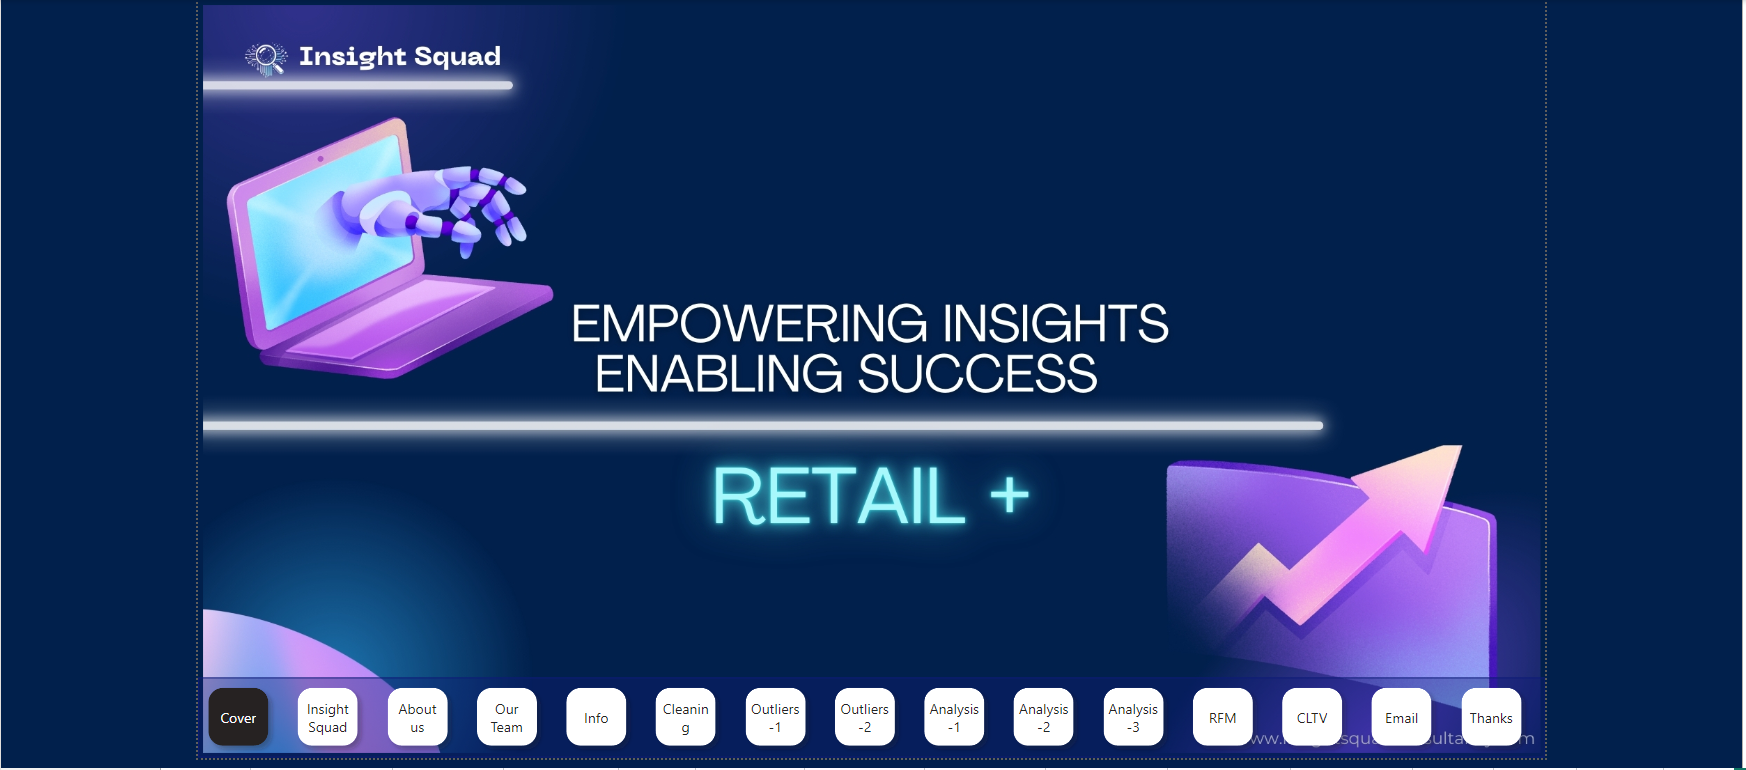 Insight Squad
EMPOWERING INSIGHTS
ENABLING SUCCESS
RETAIL +
Cover
Insight
Squad
About
us
Our
Team
Info
Cleanin
g
Outliers
-1
Outliers
-2
Analysis
-1
Analysis
-2
Analysis
-3
RFM
CLTV
Email
Thanks